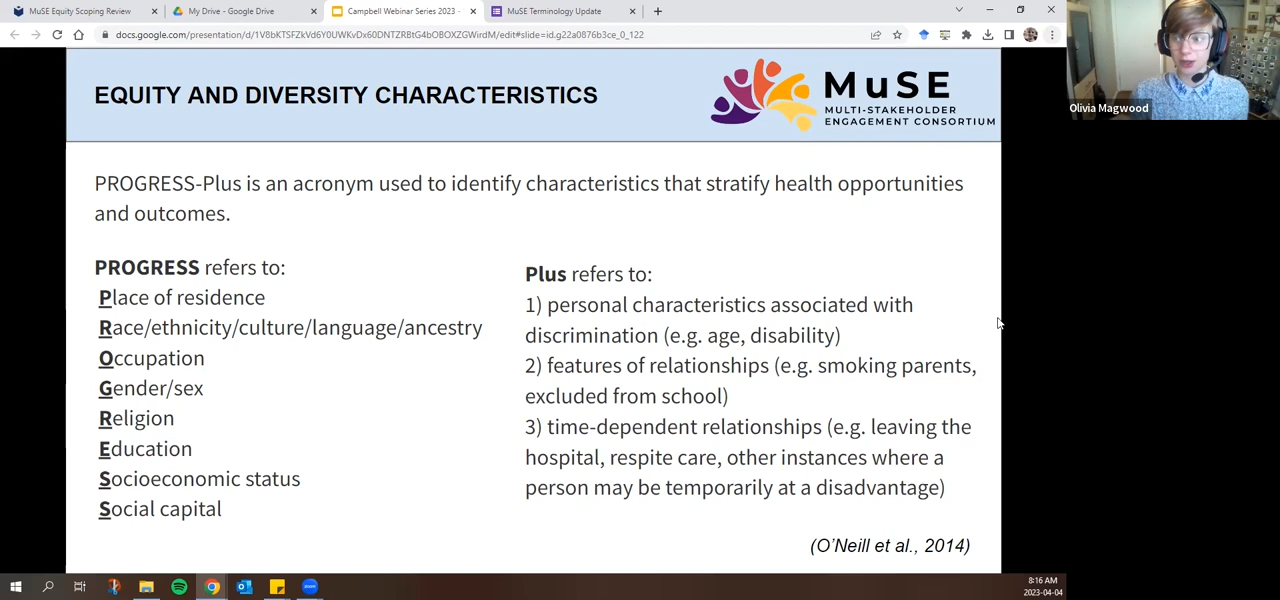 MuSE Equity Scoping Review
My Drive - Google Drive
Campbell Webinar Series 2023 -
MuSE Terminology Update
docs.google.com/presentation/d/1V8bKTSFZkVd6Y0UWKvDx60DNTZRBtG4bOBOXZGWirdM/edit#slide=id.g22a0876b3ce_0_122
Olivia Magwood
EQUITY AND DIVERSITY CHARACTERISTICS
MuSE
MULTI-STAKEHOLDER
ENGAGEMENT CONSORTIUM
PROGRESS-Plus is an acronym used to identify characteristics that stratify health opportunities
and outcomes.
PROGRESS refers to:
Place of residence
Race/ethnicity/culture/language/ancestry
Occupation
Gender/sex
Religion
Education
Socioeconomic status
Social capital
Plus refers to:
1) personal characteristics associated with
discrimination (e.g. age, disability)
2) features of relationships (e.g. smoking parents,
excluded from school)
3) time-dependent relationships (e.g. leaving the
hospital, respite care, other instances where a
person may be temporarily at a disadvantage)
(O'Neill et al., 2014)
8:16 AM
2023-04-04